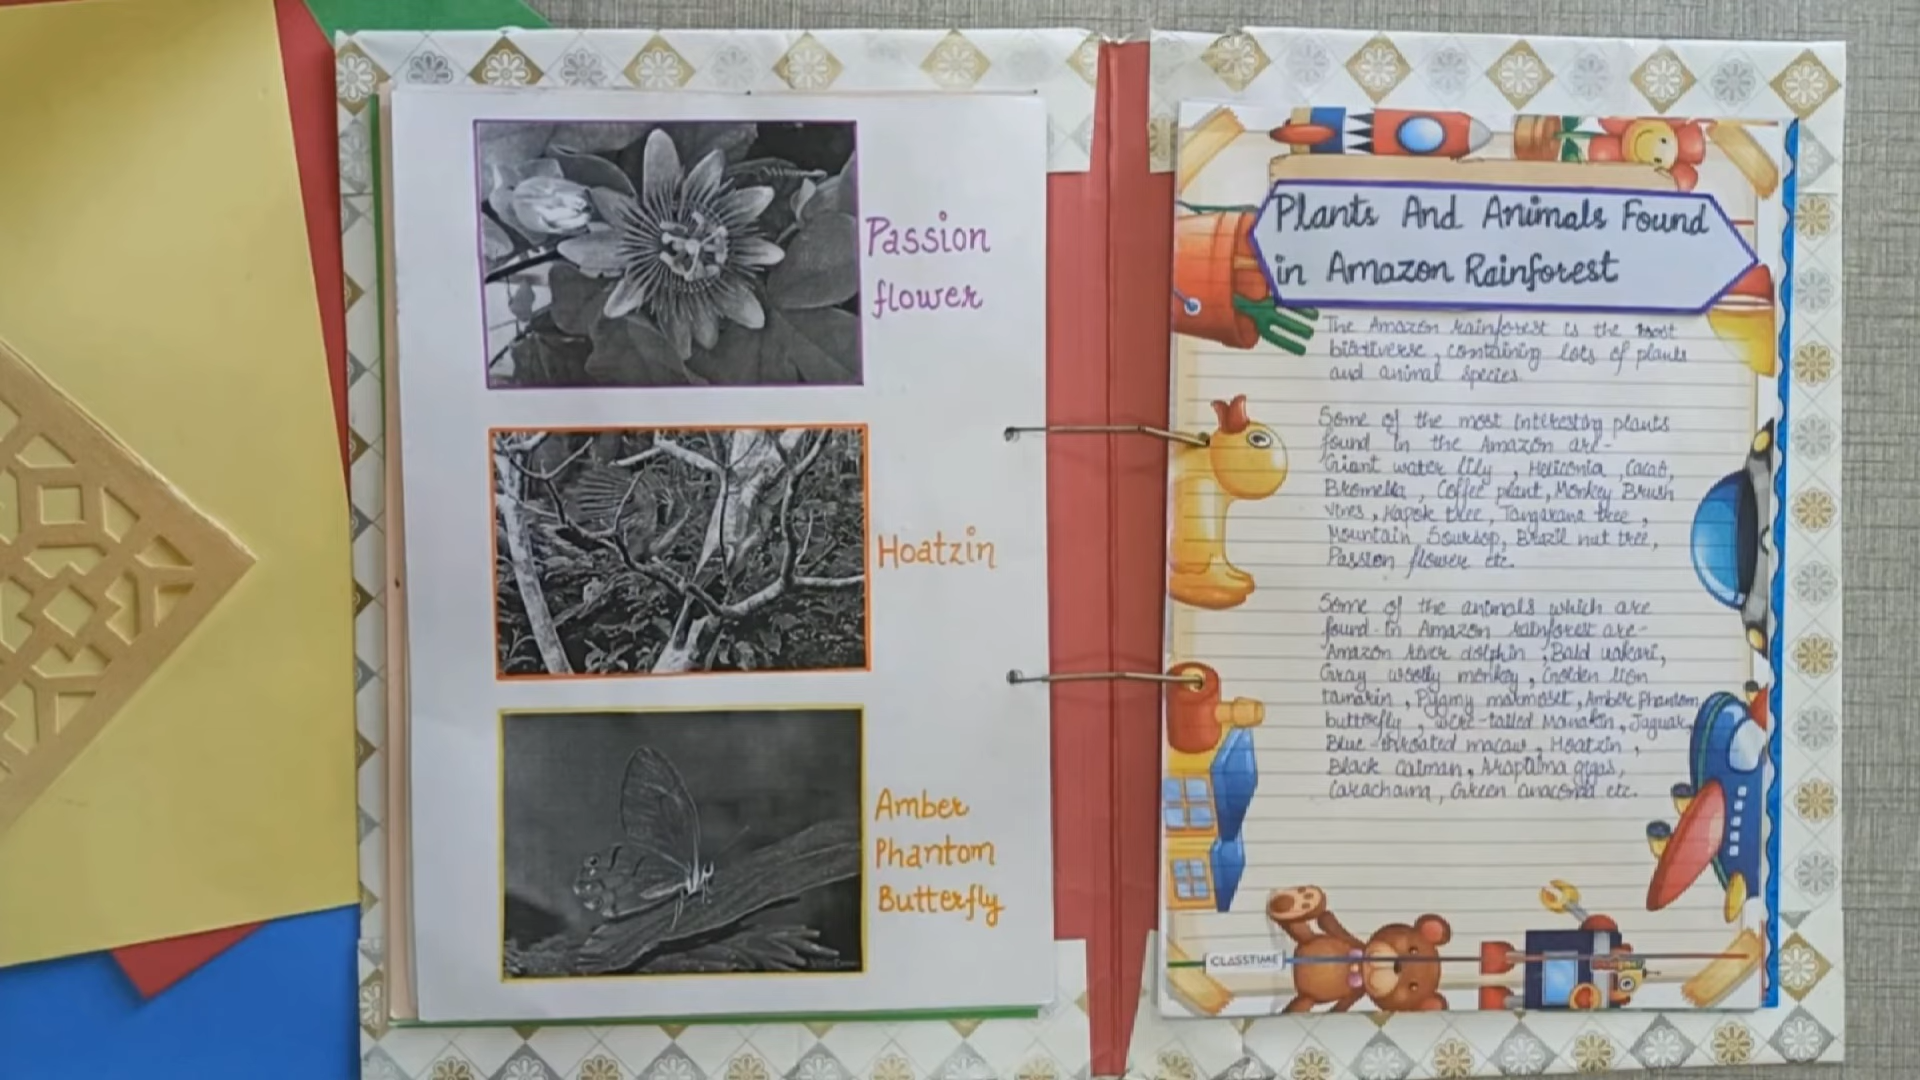 Passion
flower
Hoatzin
Amber
Phantom
Butterfly
Plants And Animals Found
in Amazon Rainforest
The Amazon rainforest is the most
biodiverse, containing lots of plants
and animal species.
Some of the most interesting plants
found in the Amazon are-
Giant water lily, Heliconia, Cacao,
Bromelia, Coffee plant, Monkey Brush
vines, Kapok tree, Tangarana tree,
Mountain Soursop, Brazil nut tree,
Passion flower etc.
Some of the animals which are
found in Amazon rainforest are-
Amazon River dolphin, Bald uakari,
Gray woolly monkey, Golden lion
tamarin, Pygmy marmoset, Amber Phantom
butterfly, Wire-tailed Manakin, Jaguar,
Blue-throated macaw, Hoatzin,
Black Caiman, Arapaima gigas,
Carachama, Green anaconda etc.
CLASSTIME